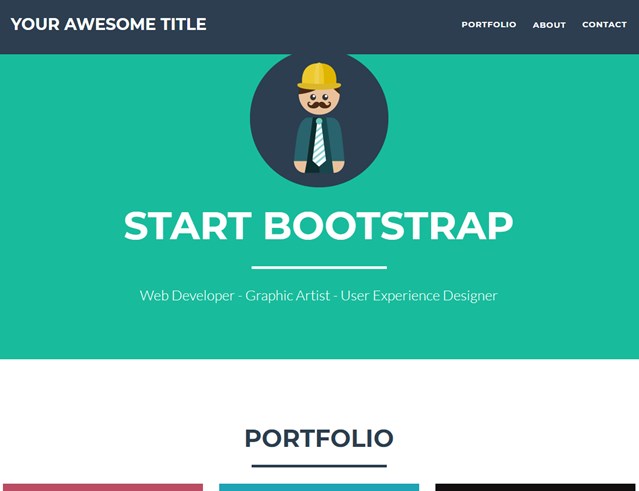 YOUR AWESOME TITLE
PORTFOLIO ABOUT CONTACT
START BOOTSTRAP
Web Developer - Graphic Artist - User Experience Designer
PORTFOLIO